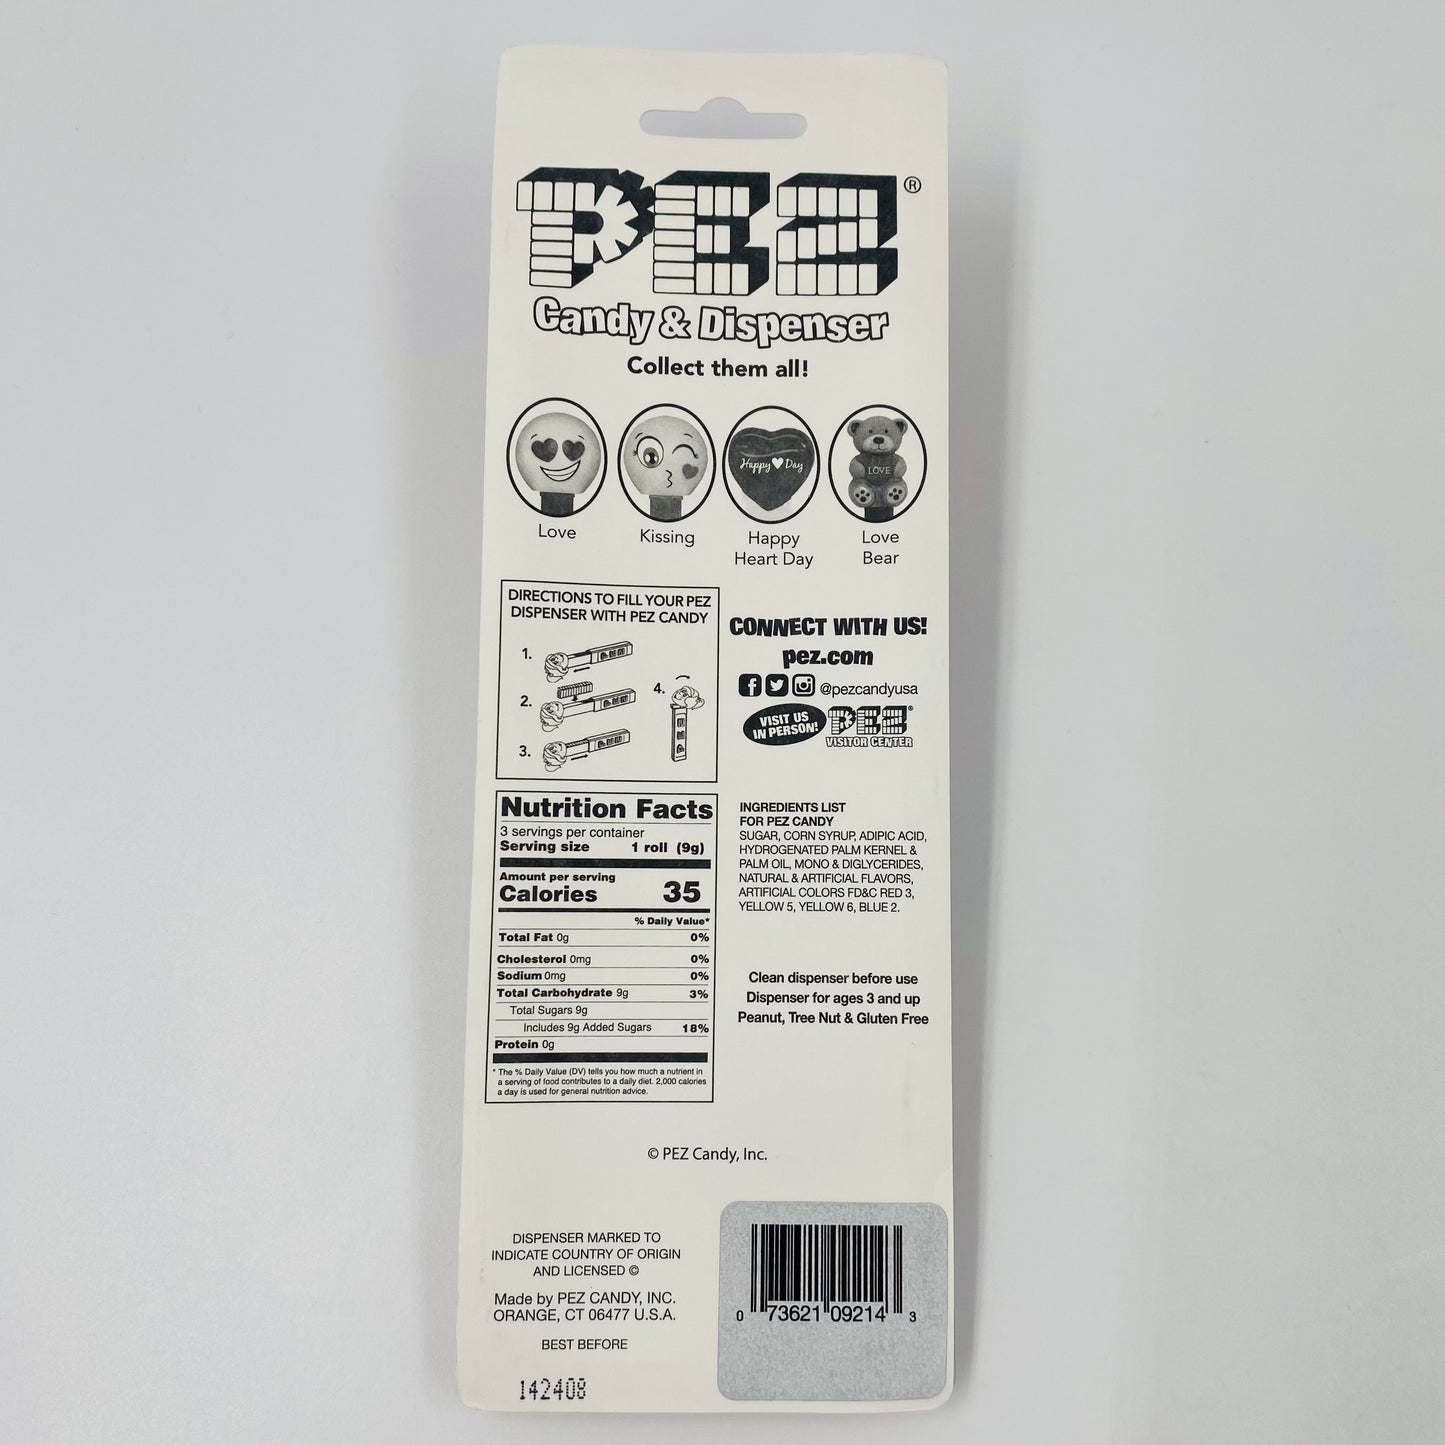 PEZ®
Candy & Dispenser
Collect them all!
Happy ♥ Day
LOVE
Love
Kissing
Happy
Heart Day
Love
Bear
DIRECTIONS TO FILL YOUR PEZ
DISPENSER WITH PEZ CANDY
1.
2.
3.
4.
CONNECT WITH US!
pez.com
@pezcandyusa
VISIT US
IN PERSON!
PEZ®
VISITOR CENTER
Nutrition Facts
3 servings per container
Serving size 1 roll (9g)
Amount per serving
Calories 35
% Daily Value*
Total Fat 0g 0%
Cholesterol 0mg 0%
Sodium 0mg 0%
Total Carbohydrate 9g 3%
Total Sugars 9g
Includes 9g Added Sugars 18%
Protein 0g
* The % Daily Value (DV) tells you how much a nutrient in
a serving of food contributes to a daily diet. 2,000 calories
a day is used for general nutrition advice.
INGREDIENTS LIST
FOR PEZ CANDY
SUGAR, CORN SYRUP, ADIPIC ACID,
HYDROGENATED PALM KERNEL &
PALM OIL, MONO & DIGLYCERIDES,
NATURAL & ARTIFICIAL FLAVORS,
ARTIFICIAL COLORS FD&C RED 3,
YELLOW 5, YELLOW 6, BLUE 2.
Clean dispenser before use
Dispenser for ages 3 and up
Peanut, Tree Nut & Gluten Free
© PEZ Candy, Inc.
DISPENSER MARKED TO
INDICATE COUNTRY OF ORIGIN
AND LICENSED ©
Made by PEZ CANDY, INC.
ORANGE, CT 06477 U.S.A.
BEST BEFORE
142408
0 73621 09214 3